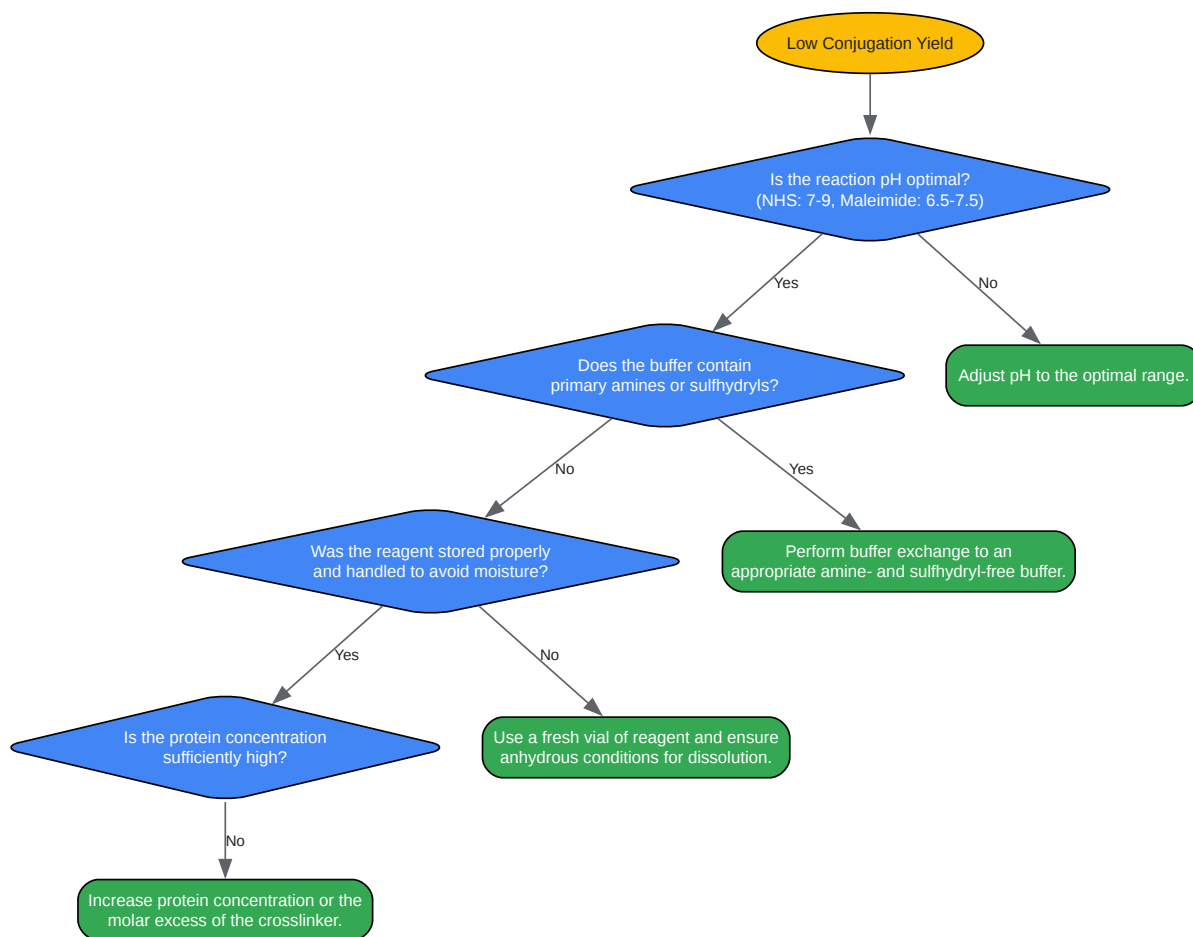 Low Conjugation Yield
Is the reaction pH optimal?
(NHS: 7-9, Maleimide: 6.5-7.5)
Yes
No
Does the buffer contain
primary amines or sulfhydryls?
Adjust pH to the optimal range.
No
Yes
Was the reagent stored properly
and handled to avoid moisture?
Perform buffer exchange to an
appropriate amine- and sulfhydryl-free buffer.
Yes
No
Is the protein concentration
sufficiently high?
Use a fresh vial of reagent and ensure
anhydrous conditions for dissolution.
No
Increase protein concentration or the
molar excess of the crosslinker.